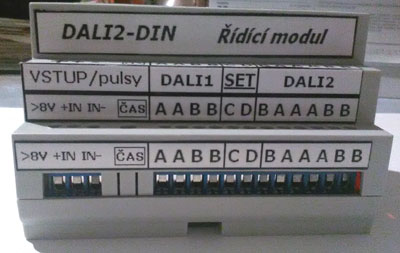 DALI2-DIN Řídící modul
VSTUP/pulsy DALI1 SET DALI2
>8V +IN IN- ČAS A A B B C D B A A A B B
>8V +IN IN- ČAS A A B B C D B A A A B B